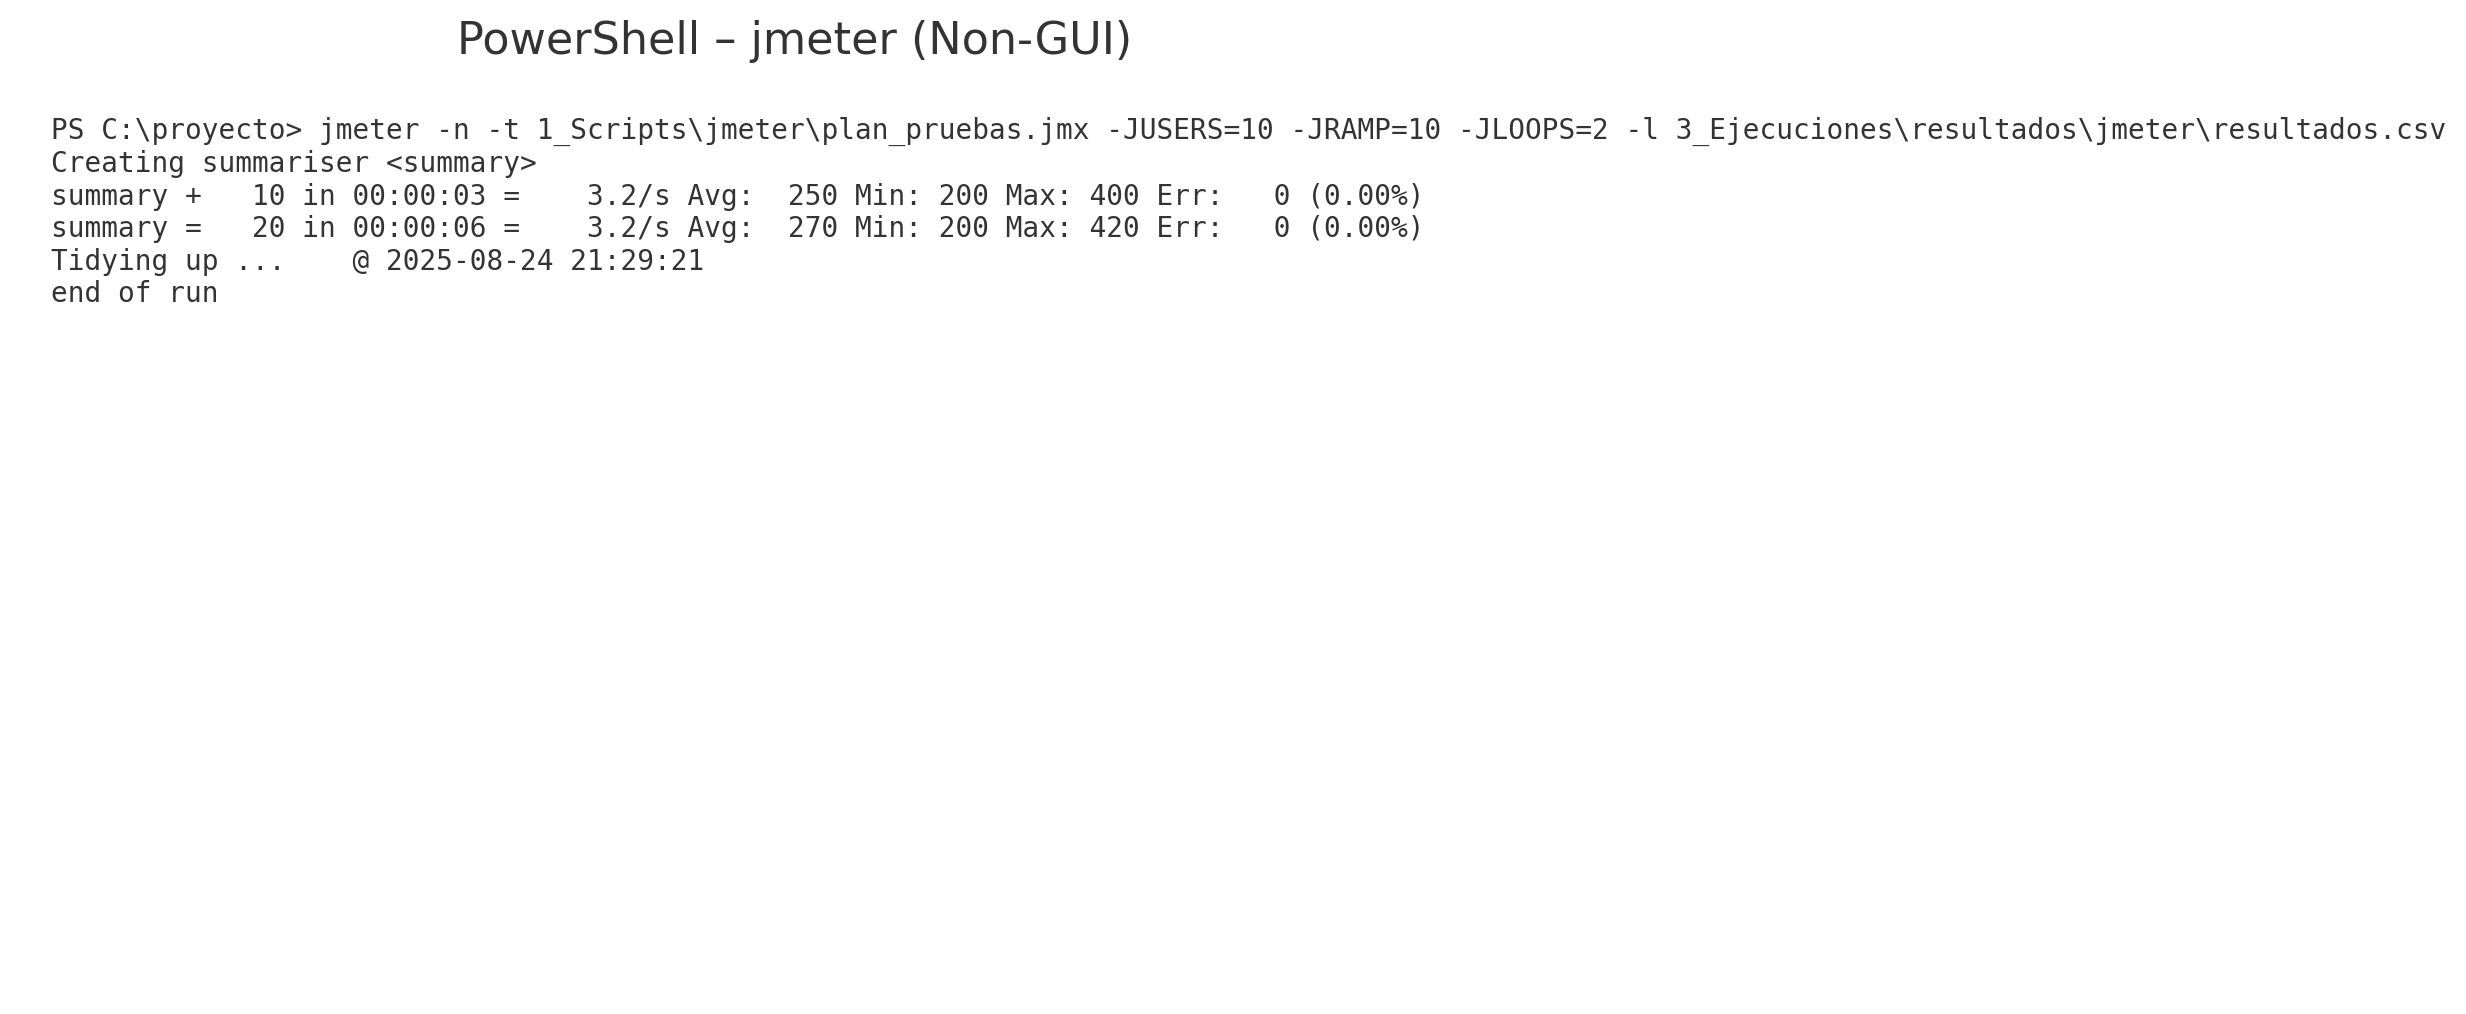 PowerShell – jmeter (Non-GUI)
PS C:\proyecto> jmeter -n -t 1_Scripts\jmeter\plan_pruebas.jmx -JUSERS=10 -JRAMP=10 -JLOOPS=2 -l 3_Ejecuciones\resultados\jmeter\resultados.csv
Creating summariser <summary>
summary +   10 in 00:00:03 =    3.2/s Avg:  250 Min: 200 Max: 400 Err:   0 (0.00%)
summary =   20 in 00:00:06 =    3.2/s Avg:  270 Min: 200 Max: 420 Err:   0 (0.00%)
Tidying up ...    @ 2025-08-24 21:29:21
end of run